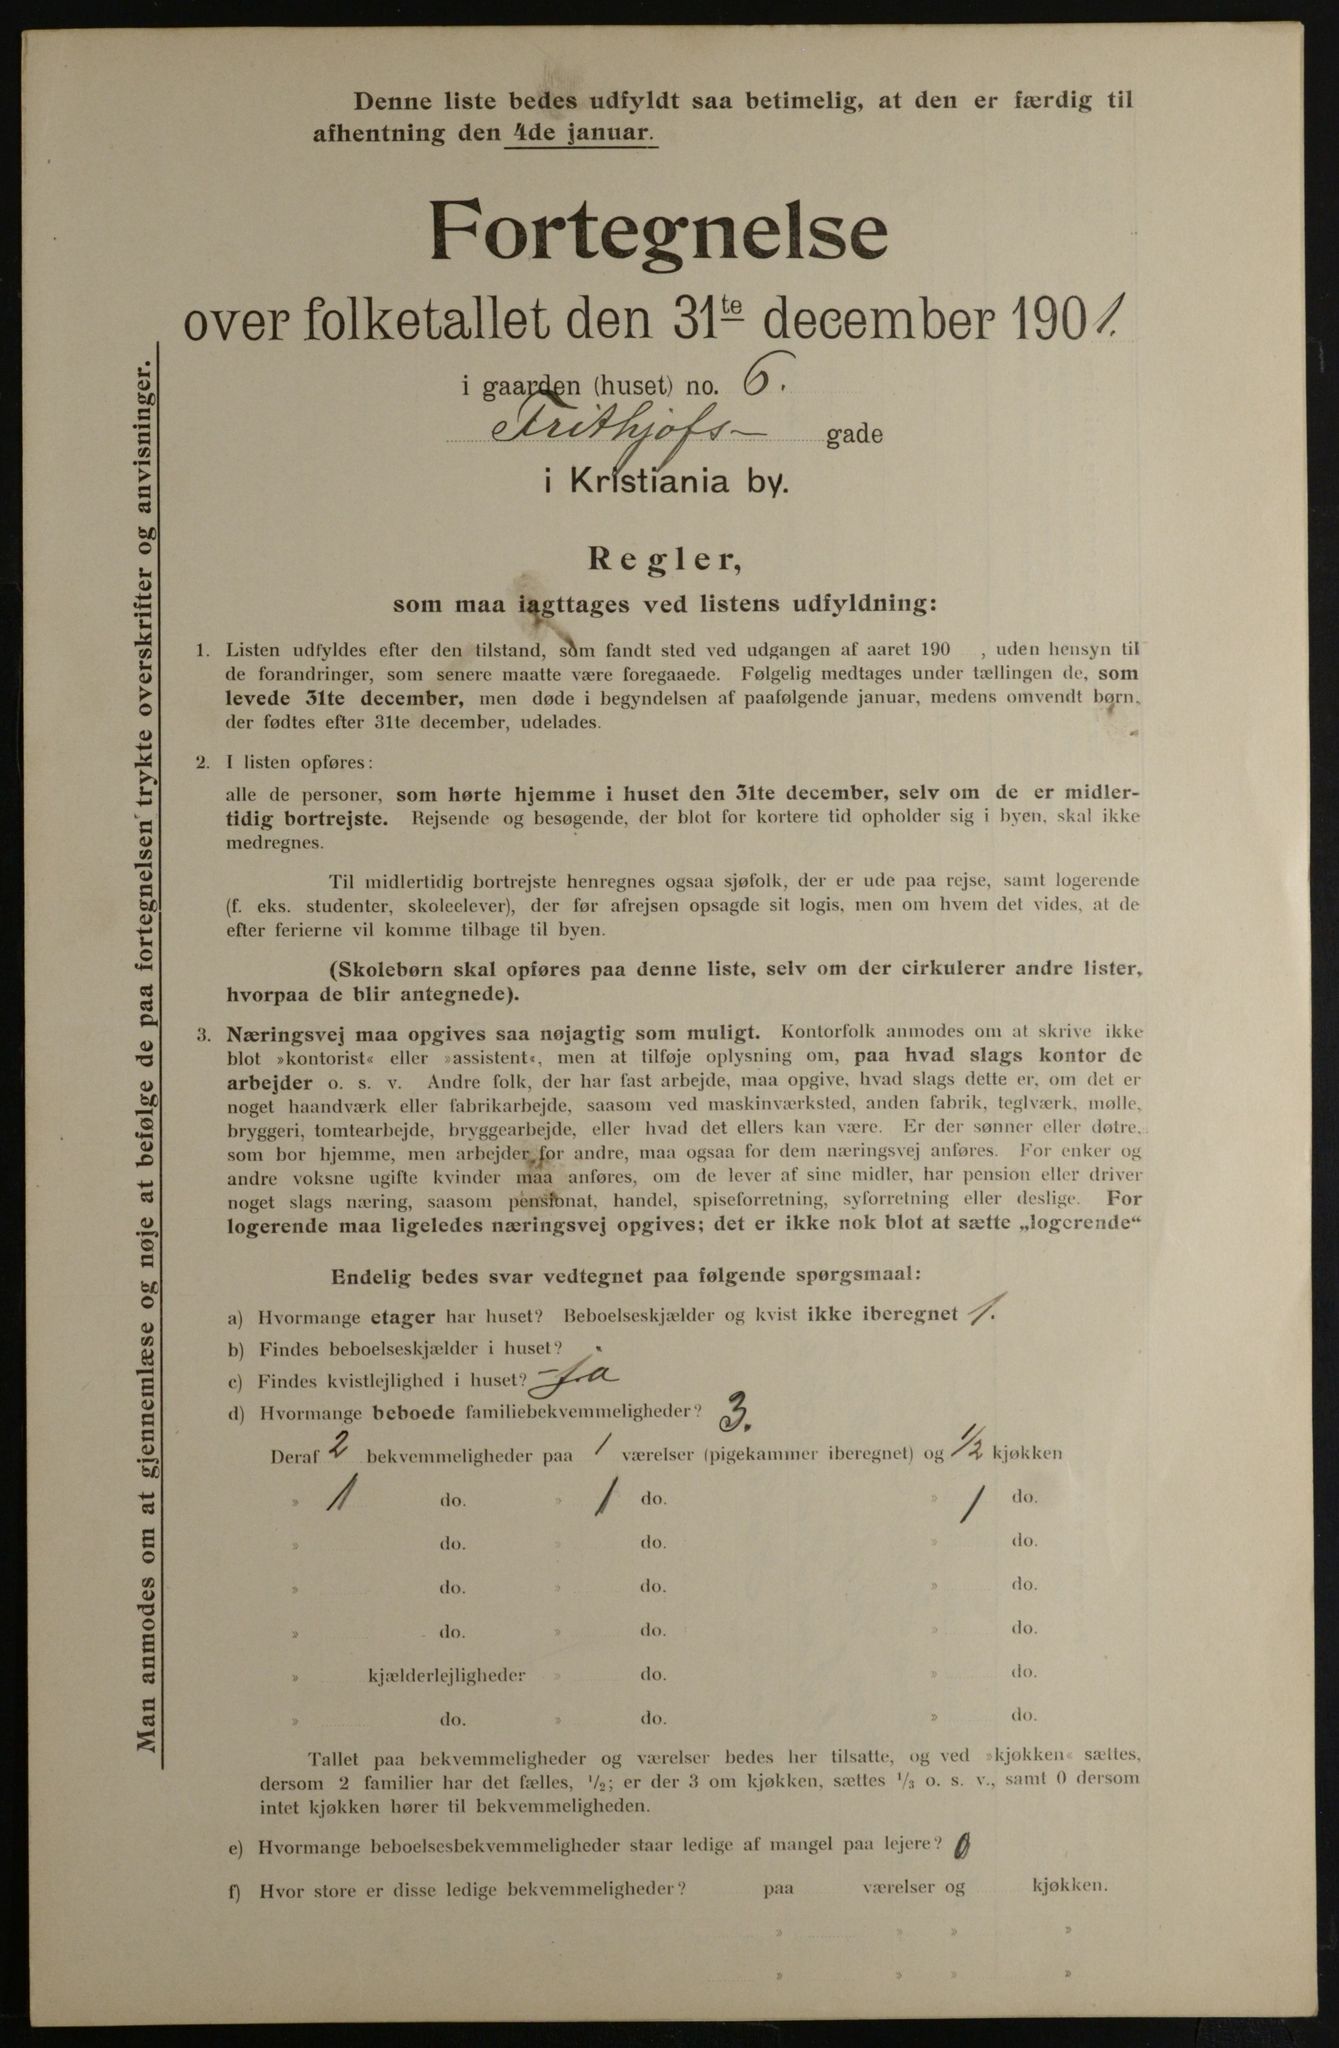 Denne liste bedes udfyldt saa betimelig, at den er færdig til
afhentning den 4de januar.
Fortegnelse
over folketallet den 31te december 1901.
i gaarden (huset) no. 6.
Frithjofs- gade
i Kristiania by.
Regler,
som maa iagttages ved listens udfyldning:
1. Listen udfyldes efter den tilstand, som fandt sted ved udgangen af aaret 190 , uden hensyn til
de forandringer, som senere maatte være foregaaede. Følgelig medtages under tællingen de, som
levede 31te december, men døde i begyndelsen af paafølgende januar, medens omvendt børn,
der fødtes efter 31te december, udelades.
2. I listen opføres:
alle de personer, som hørte hjemme i huset den 31te december, selv om de er midler-
tidig bortrejste. Rejsende og besøgende, der blot for kortere tid opholder sig i byen, skal ikke
medregnes.
Til midlertidig bortrejste henregnes ogsaa sjøfolk, der er ude paa rejse, samt logerende
(f. eks. studenter, skoleelever), der før afrejsen opsagde sit logis, men om hvem det vides, at de
efter ferierne vil komme tilbage til byen.
(Skolebørn skal opføres paa denne liste, selv om der cirkulerer andre lister,
hvorpaa de blir antegnede).
3. Næringsvej maa opgives saa nøjagtig som muligt. Kontorfolk anmodes om at skrive ikke
blot »kontorist« eller »assistent«, men at tilføje oplysning om, paa hvad slags kontor de
arbejder o. s. v. Andre folk, der har fast arbejde, maa opgive, hvad slags dette er, om det er
noget haandværk eller fabrikarbejde, saasom ved maskinværksted, anden fabrik, teglværk, mølle,
bryggeri, tomtearbejde, bryggearbejde, eller hvad det ellers kan være. Er der sønner eller døtre,
som bor hjemme, men arbejder for andre, maa ogsaa for dem næringsvej anføres. For enker og
andre voksne ugifte kvinder maa anføres, om de lever af sine midler, har pension eller driver
noget slags næring, saasom pensionat, handel, spiseforretning, syforretning eller deslige. For
logerende maa ligeledes næringsvej opgives; det er ikke nok blot at sætte „logerende“
Endelig bedes svar vedtegnet paa følgende spørgsmaal:
a) Hvormange etager har huset? Beboelseskjælder og kvist ikke iberegnet 1.
b) Findes beboelseskjælder i huset?
c) Findes kvistlejlighed i huset? - ja
d) Hvormange beboede familiebekvemmeligheder? 3.
Deraf 2 bekvemmeligheder paa 1 værelser (pigekammer iberegnet) og 1/2 kjøkken
» 1 do. » 1 do. » 1 do.
» do. » do. » do.
» do. » do. » do.
» do. » do. » do.
» kjælderlejligheder » do. » do.
» do. » do. » do.
Tallet paa bekvemmeligheder og værelser bedes her tilsatte, og ved »kjøkken« sættes,
dersom 2 familier har det fælles, 1/2; er der 3 om kjøkken, sættes 1/3 o. s. v., samt 0 dersom
intet kjøkken hører til bekvemmeligheden.
e) Hvormange beboelsesbekvemmeligheder staar ledige af mangel paa lejere? 0
f) Hvor store er disse ledige bekvemmeligheder? paa værelser og kjøkken.
» » » »
» » » »
Man anmodes om at gjennemlæse og nøje at befølge de paa fortegnelsen trykte overskrifter og anvisninger.